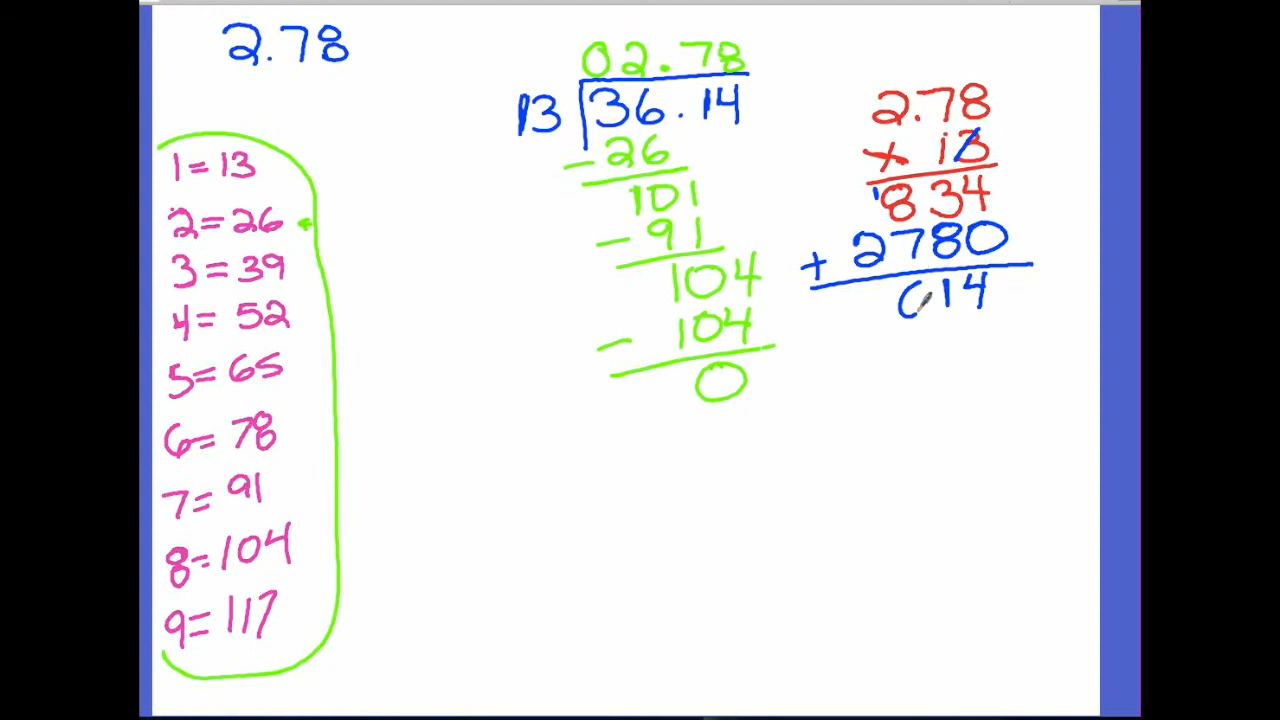 2.78
1 = 13
2 = 26
3 = 39
4 = 52
5 = 65
6 = 78
7 = 91
8 = 104
9 = 117
02.78
13 36.14
- 26
101
- 91
104
- 104
0
2.78
x 13
834
+ 2780
14